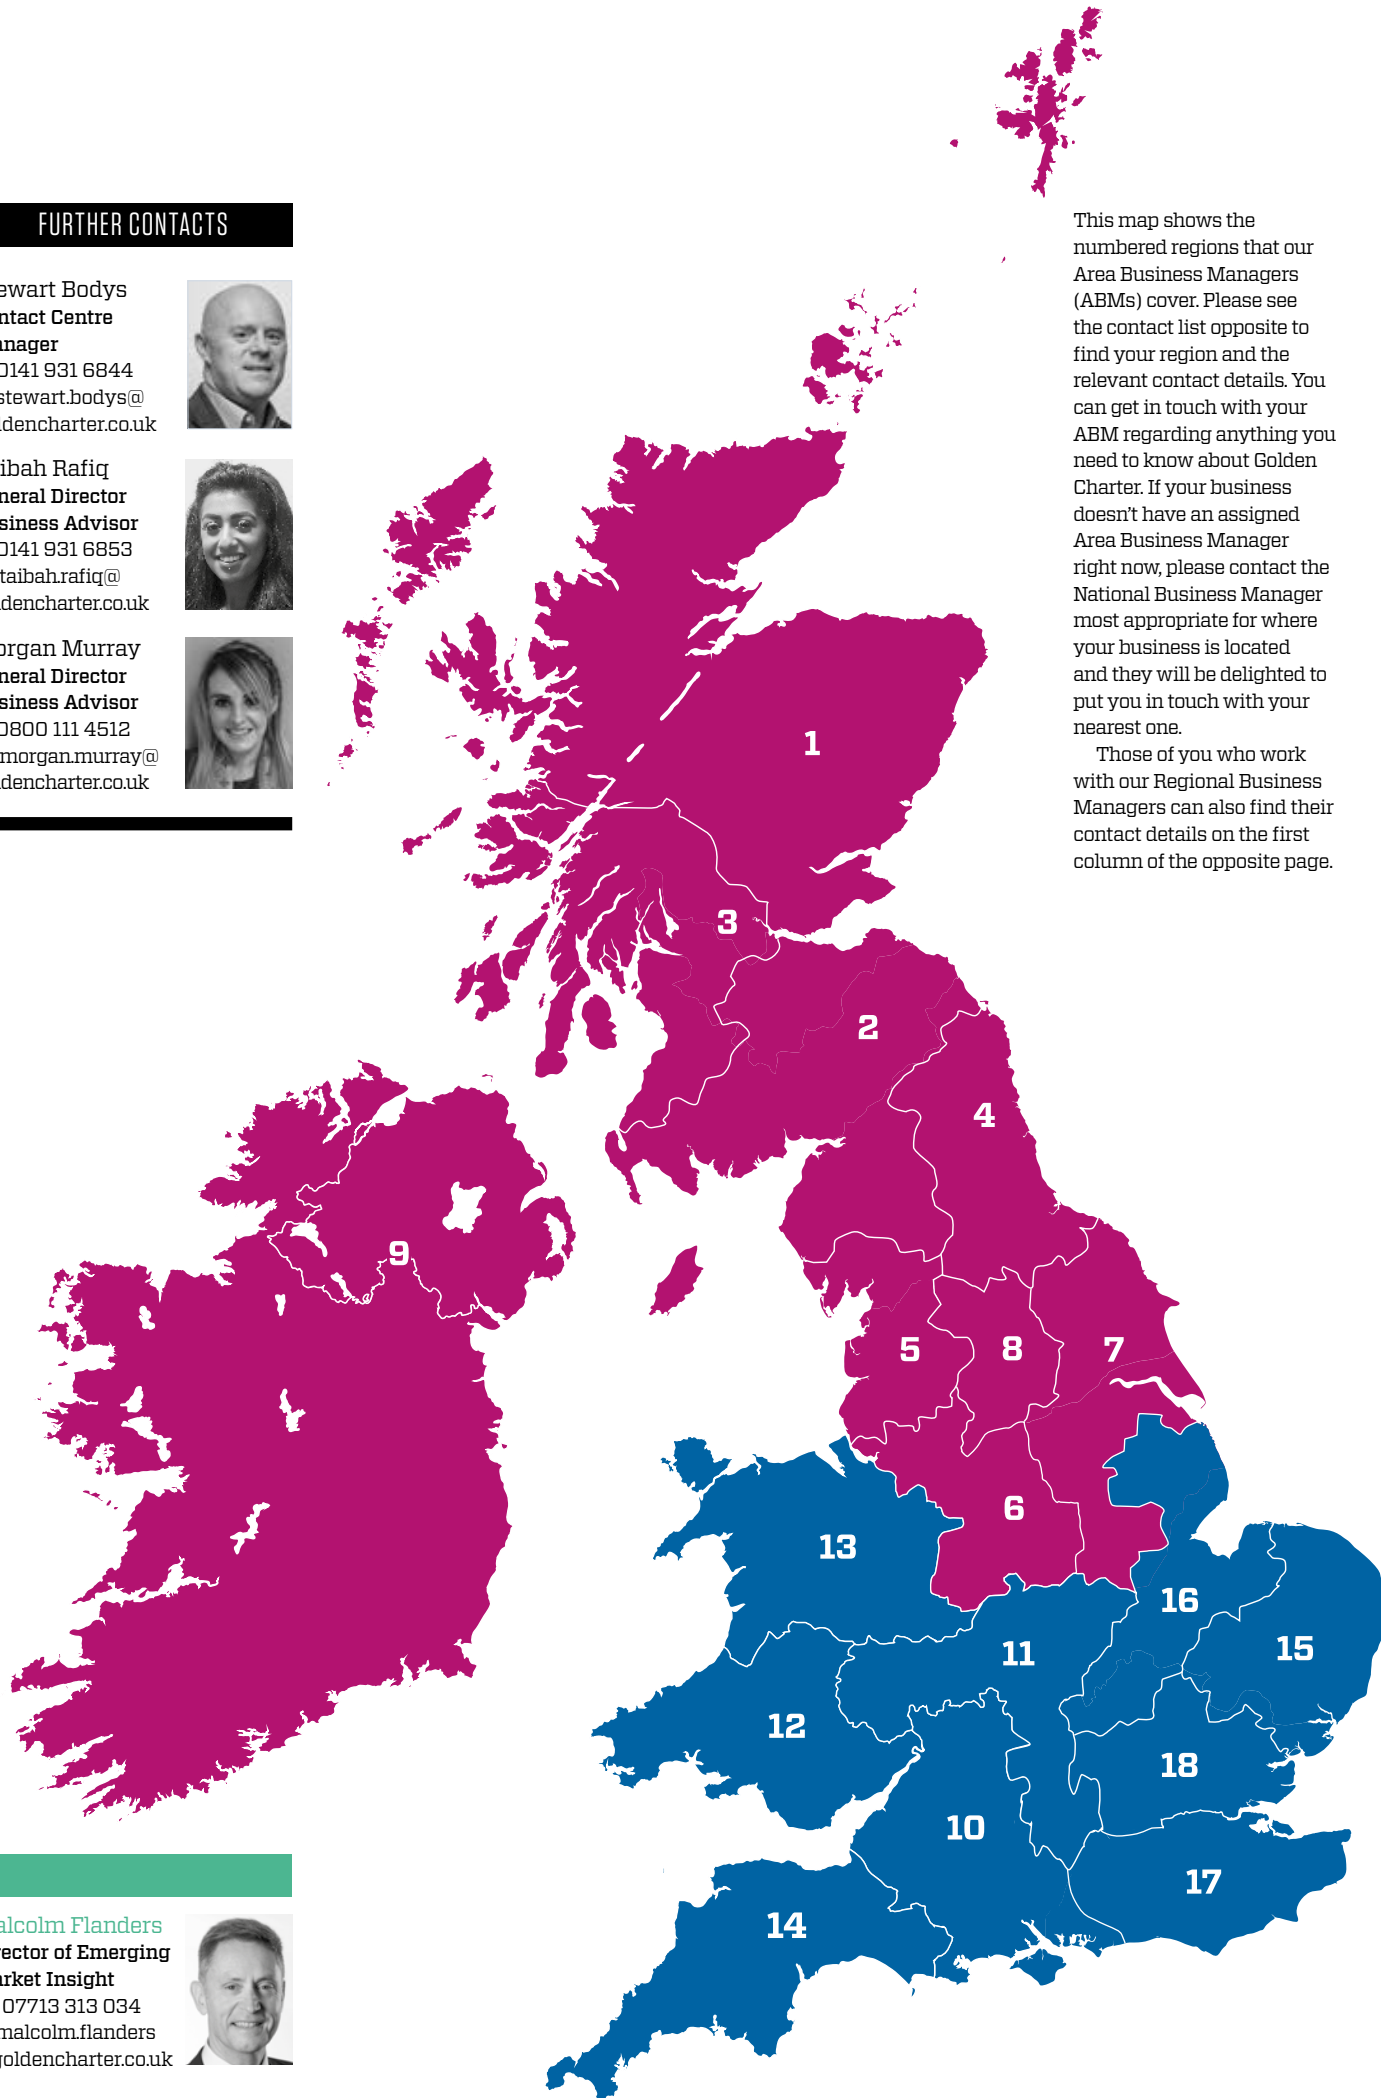 FURTHER CONTACTS
ewart Bodys
ntact Centre
nager
0141 931 6844
stewart.bodys@
ldencharter.co.uk
ibah Rafiq
neral Director
siness Advisor
0141 931 6853
taibah.rafiq@
ldencharter.co.uk
organ Murray
neral Director
siness Advisor
0800 111 4512
morgan.murray@
ldencharter.co.uk
This map shows the
numbered regions that our
Area Business Managers
(ABMs) cover. Please see
the contact list opposite to
find your region and the
relevant contact details. You
can get in touch with your
ABM regarding anything you
need to know about Golden
Charter. If your business
doesn't have an assigned
Area Business Manager
right now, please contact the
National Business Manager
most appropriate for where
your business is located
and they will be delighted to
put you in touch with your
nearest one.
Those of you who work
with our Regional Business
Managers can also find their
contact details on the first
column of the opposite page.
1
3
2
4
9
5
8
7
6
13
16
11
15
12
18
10
17
14
alcolm Flanders
rector of Emerging
arket Insight
07713 313 034
malcolm.flanders
goldencharter.co.uk